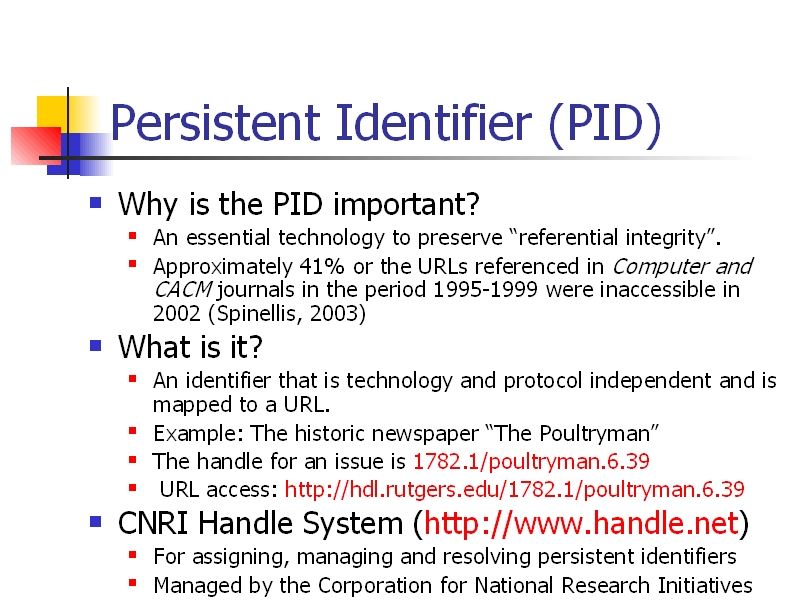 Persistent Identifier (PID)
Why is the PID important?
An essential technology to preserve “referential integrity”.
Approximately 41% or the URLs referenced in Computer and
CACM journals in the period 1995-1999 were inaccessible in
2002 (Spinellis, 2003)
What is it?
An identifier that is technology and protocol independent and is
mapped to a URL.
Example: The historic newspaper “The Poultryman”
The handle for an issue is 1782.1/poultryman.6.39
URL access: http://hdl.rutgers.edu/1782.1/poultryman.6.39
CNRI Handle System (http://www.handle.net)
For assigning, managing and resolving persistent identifiers
Managed by the Corporation for National Research Initiatives